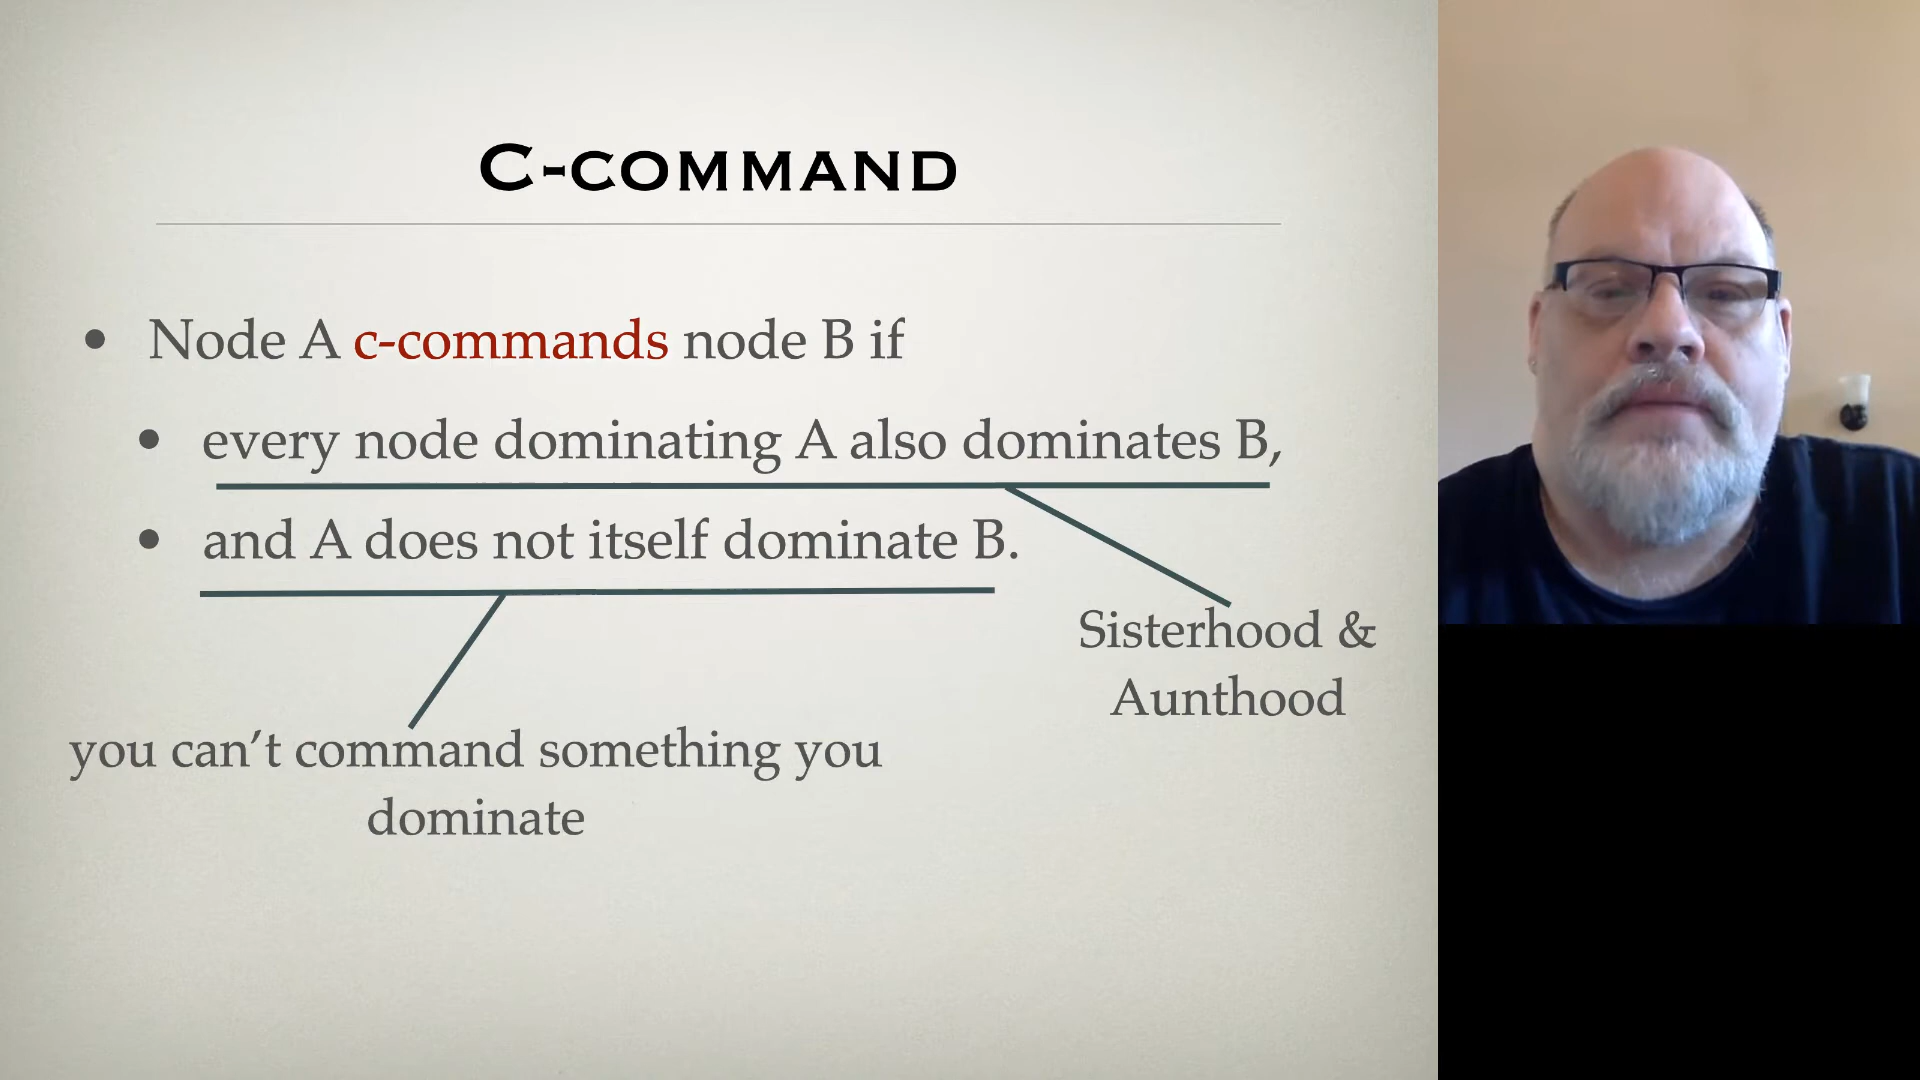 C-COMMAND
• Node A c-commands node B if
• every node dominating A also dominates B,
• and A does not itself dominate B.
Sisterhood &
Aunthood
you can’t command something you
dominate